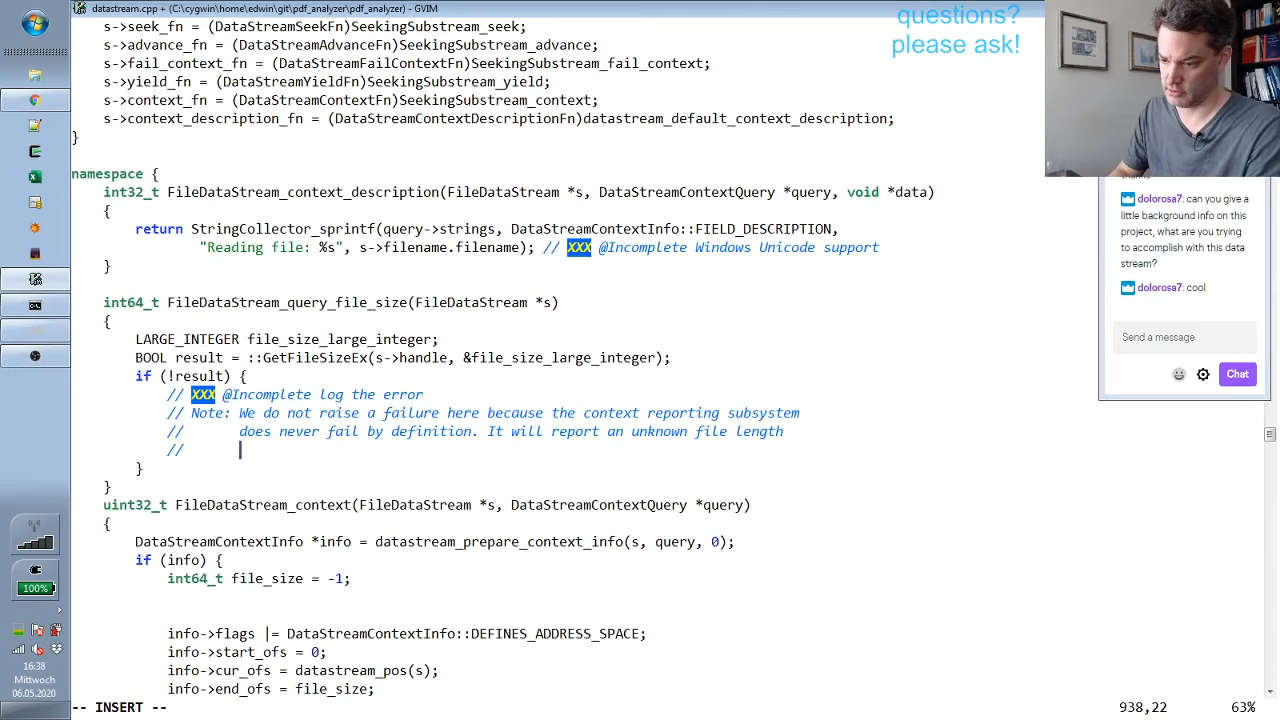 datastream.cpp + (C:\cygwin\home\edwin\git\pdf_analyzer\pdf_analyzer) - GVIM
questions?
please ask!
s->seek_fn = (DataStreamSeekFn)SeekingSubstream_seek;
s->advance_fn = (DataStreamAdvanceFn)SeekingSubstream_advance;
s->fail_context_fn = (DataStreamFailContextFn)SeekingSubstream_fail_context;
s->yield_fn = (DataStreamYieldFn)SeekingSubstream_yield;
s->context_fn = (DataStreamContextFn)SeekingSubstream_context;
s->context_description_fn = (DataStreamContextDescriptionFn)datastream_default_context_description;
}
namespace {
int32_t FileDataStream_context_description(FileDataStream *s, DataStreamContextQuery *query, void *data)
{
return StringCollector_sprintf(query->strings, DataStreamContextInfo::FIELD_DESCRIPTION,
"Reading file: %s", s->filename.filename); // XXX @Incomplete Windows Unicode support
}
int64_t FileDataStream_query_file_size(FileDataStream *s)
{
LARGE_INTEGER file_size_large_integer;
BOOL result = ::GetFileSizeEx(s->handle, &file_size_large_integer);
if (!result) {
// XXX @Incomplete log the error
// Note: We do not raise a failure here because the context reporting subsystem
// does never fail by definition. It will report an unknown file length
//
}
}
uint32_t FileDataStream_context(FileDataStream *s, DataStreamContextQuery *query)
{
DataStreamContextInfo *info = datastream_prepare_context_info(s, query, 0);
if (info) {
int64_t file_size = -1;
info->flags |= DataStreamContextInfo::DEFINES_ADDRESS_SPACE;
info->start_ofs = 0;
info->cur_ofs = datastream_pos(s);
info->end_ofs = file_size;
-- INSERT --
938,22
63%
dolorosa7: can you give a
little background info on this
project, what are you trying
to accomplish with this data
stream?
dolorosa7: cool
Send a message
Chat
100%
16:38
Mittwoch
06.05.2020